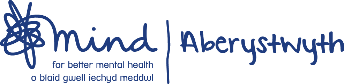 mind
for better mental health
o blaid gwell iechyd meddwl
Aberystwyth